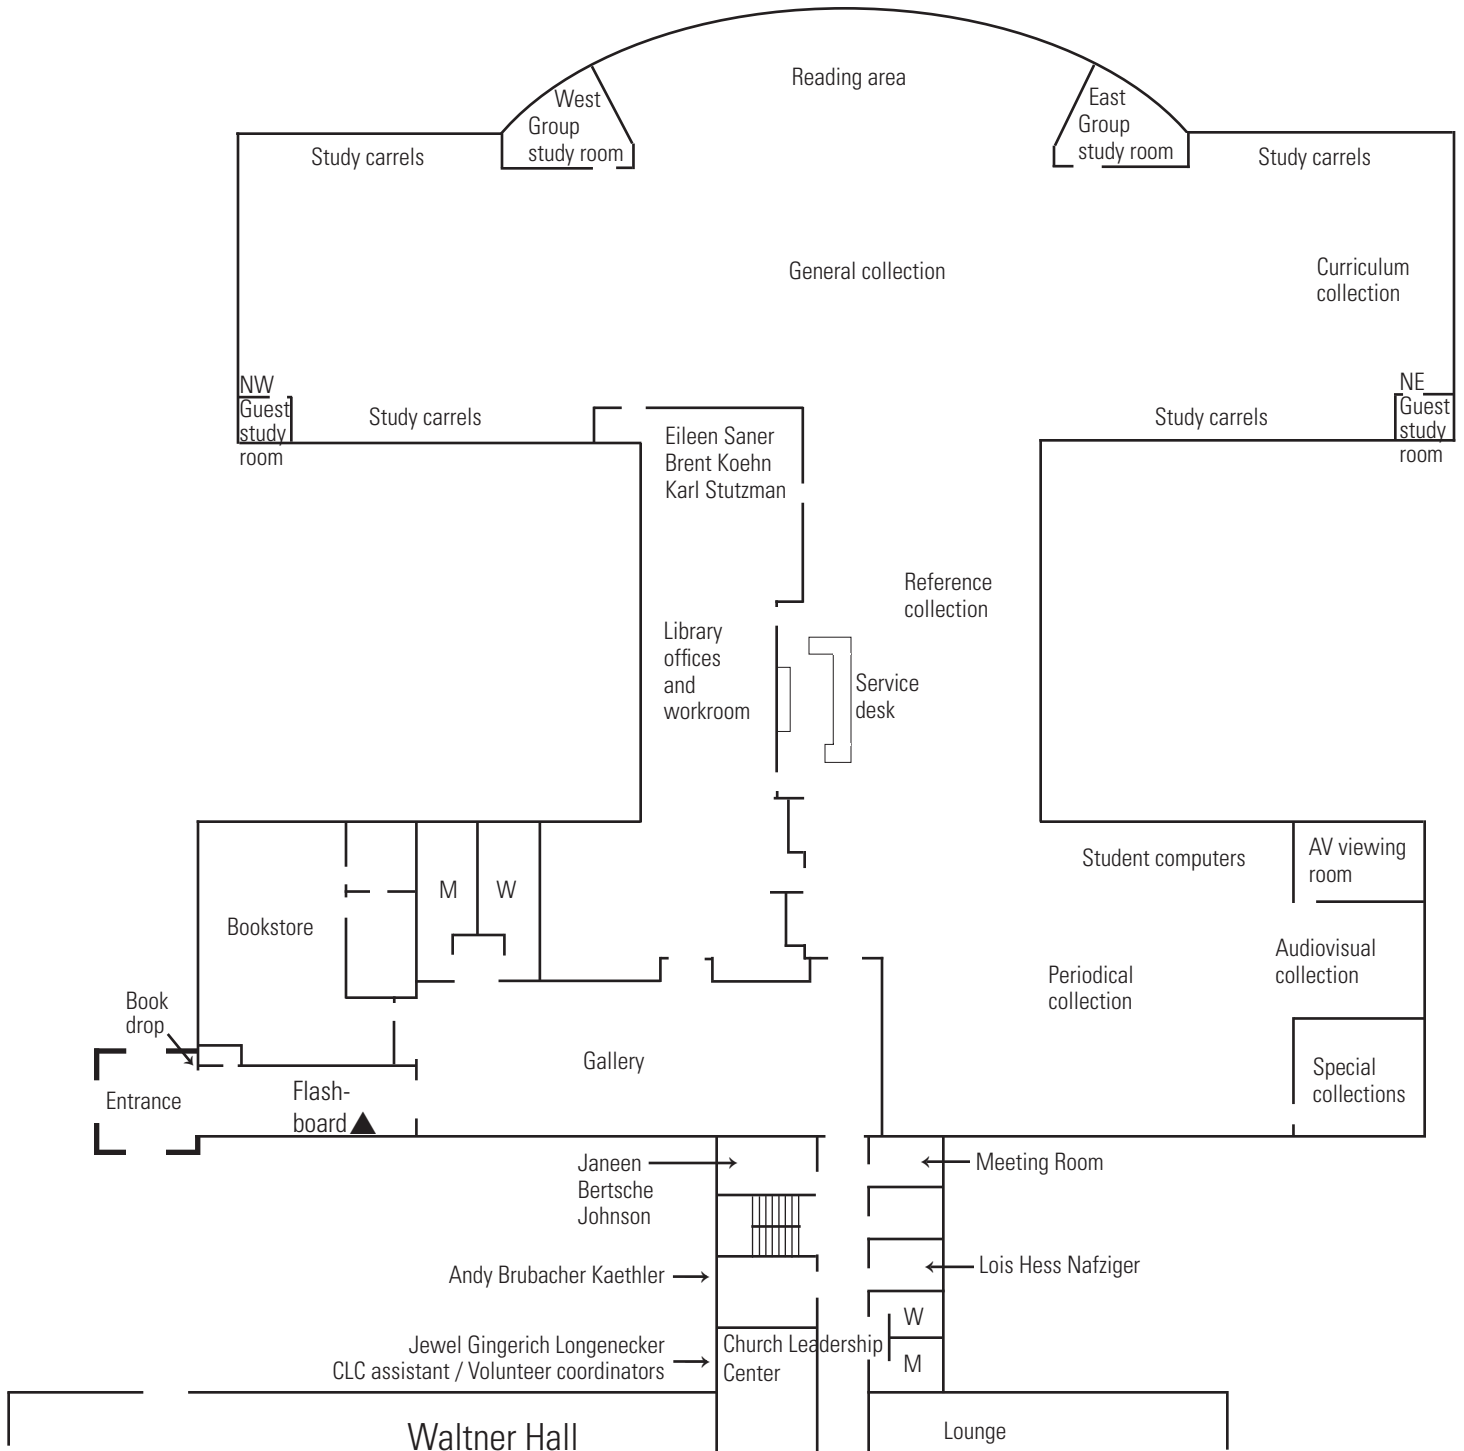 Reading area
West
Group
study room
East
Group
study room
Study carrels
Study carrels
General collection
Curriculum
collection
NW
Guest
study
room
Study carrels
Study carrels
NE
Guest
study
room
Eileen Saner
Brent Koehn
Karl Stutzman
Reference
collection
Library
offices
and
workroom
Service
desk
Student computers
AV viewing
room
M
W
Bookstore
Audiovisual
collection
Periodical
collection
Book
drop
Gallery
Entrance
Flash-
board
Special
collections
Janeen
Bertsche
Johnson
Meeting Room
Andy Brubacher Kaethler
Lois Hess Nafziger
W
M
Jewel Gingerich Longenecker
CLC assistant / Volunteer coordinators
Church Leadership
Center
Waltner Hall
Lounge